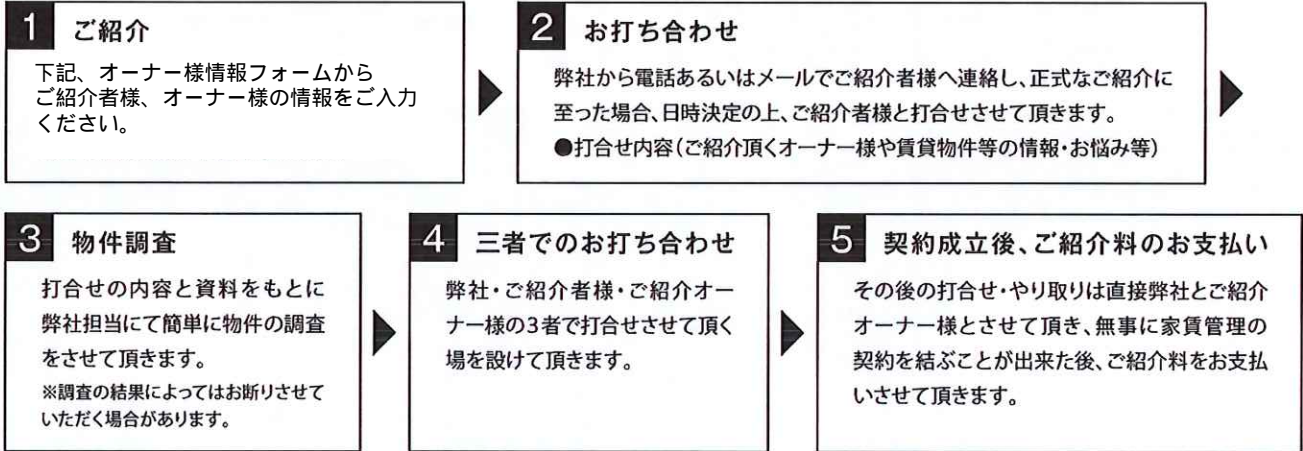 1 ご紹介
下記、オーナー様情報フォームから
ご紹介者様、オーナー様の情報をご入力
ください。
2 お打ち合わせ
弊社から電話あるいはメールでご紹介者様へ連絡し、正式なご紹介に
至った場合、日時決定の上、ご紹介者様と打合せさせて頂きます。
●打合せ内容(ご紹介頂くオーナー様や賃貸物件等の情報・お悩み等)
3 物件調査
打合せの内容と資料をもとに
弊社担当にて簡単に物件の調査
をさせて頂きます。
※調査の結果によってはお断りさせて
いただく場合があります。
4 三者でのお打ち合わせ
弊社・ご紹介者様・ご紹介オー
ナー様の3者で打合せさせて頂く
場を設けて頂きます。
5 契約成立後、ご紹介料のお支払い
その後の打合せ・やり取りは直接弊社とご紹介
オーナー様とさせて頂き、無事に家賃管理の
契約を結ぶことが出来た後、ご紹介料をお支払
いさせて頂きます。